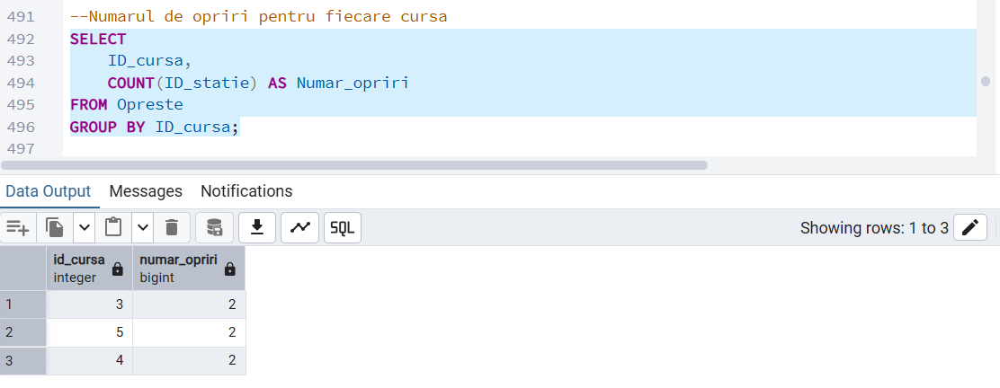 491 --Numarul de opriri pentru fiecare cursa
492 SELECT
493 ID_cursa,
494 COUNT(ID_statie) AS Numar_opriri
495 FROM Opreste
496 GROUP BY ID_cursa;
497
Data Output Messages Notifications
SQL Showing rows: 1 to 3
id_cursa numar_opriri
integer bigint
1 3 2
2 5 2
3 4 2